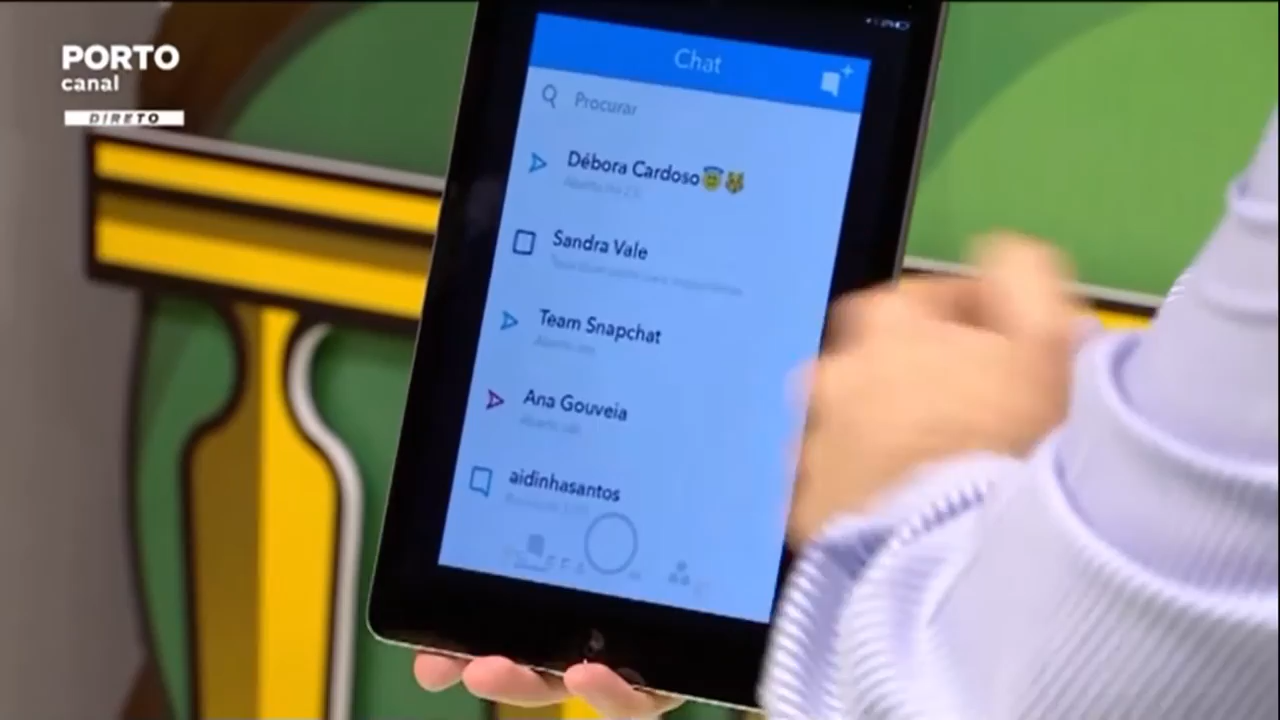 PORTO
canal
DIRETO
Chat
Procurar
Débora Cardoso😇😼
Sandra Vale
Team Snapchat
Ana Gouveia
aidinhasantos